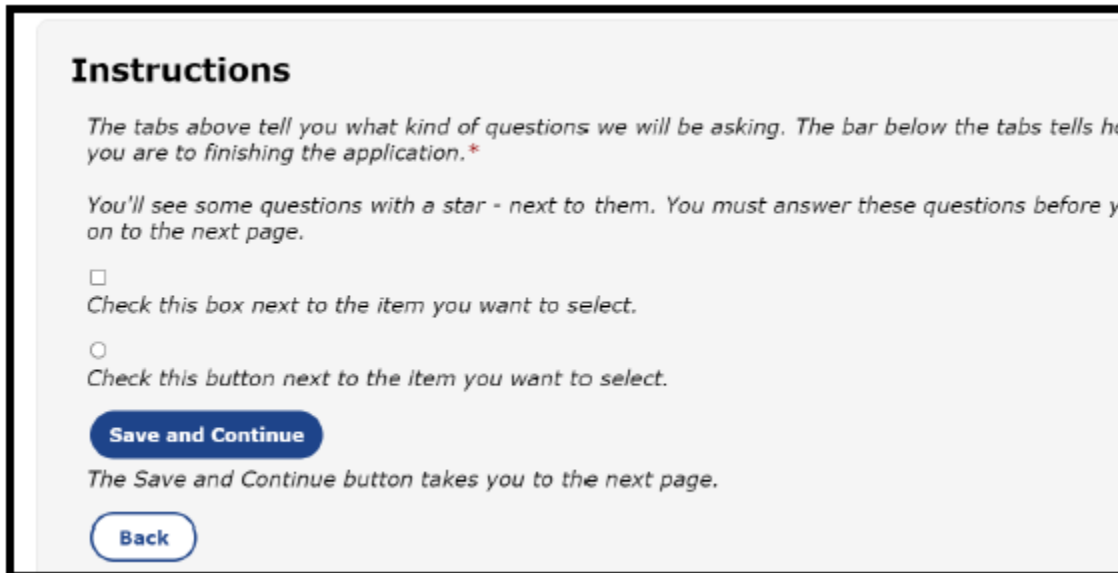 Instructions
The tabs above tell you what kind of questions we will be asking. The bar below the tabs tells
you are to finishing the application.*
You'll see some questions with a star - next to them. You must answer these questions before
on to the next page.
Check this box next to the item you want to select.
Check this button next to the item you want to select.
Save and Continue
The Save and Continue button takes you to the next page.
Back